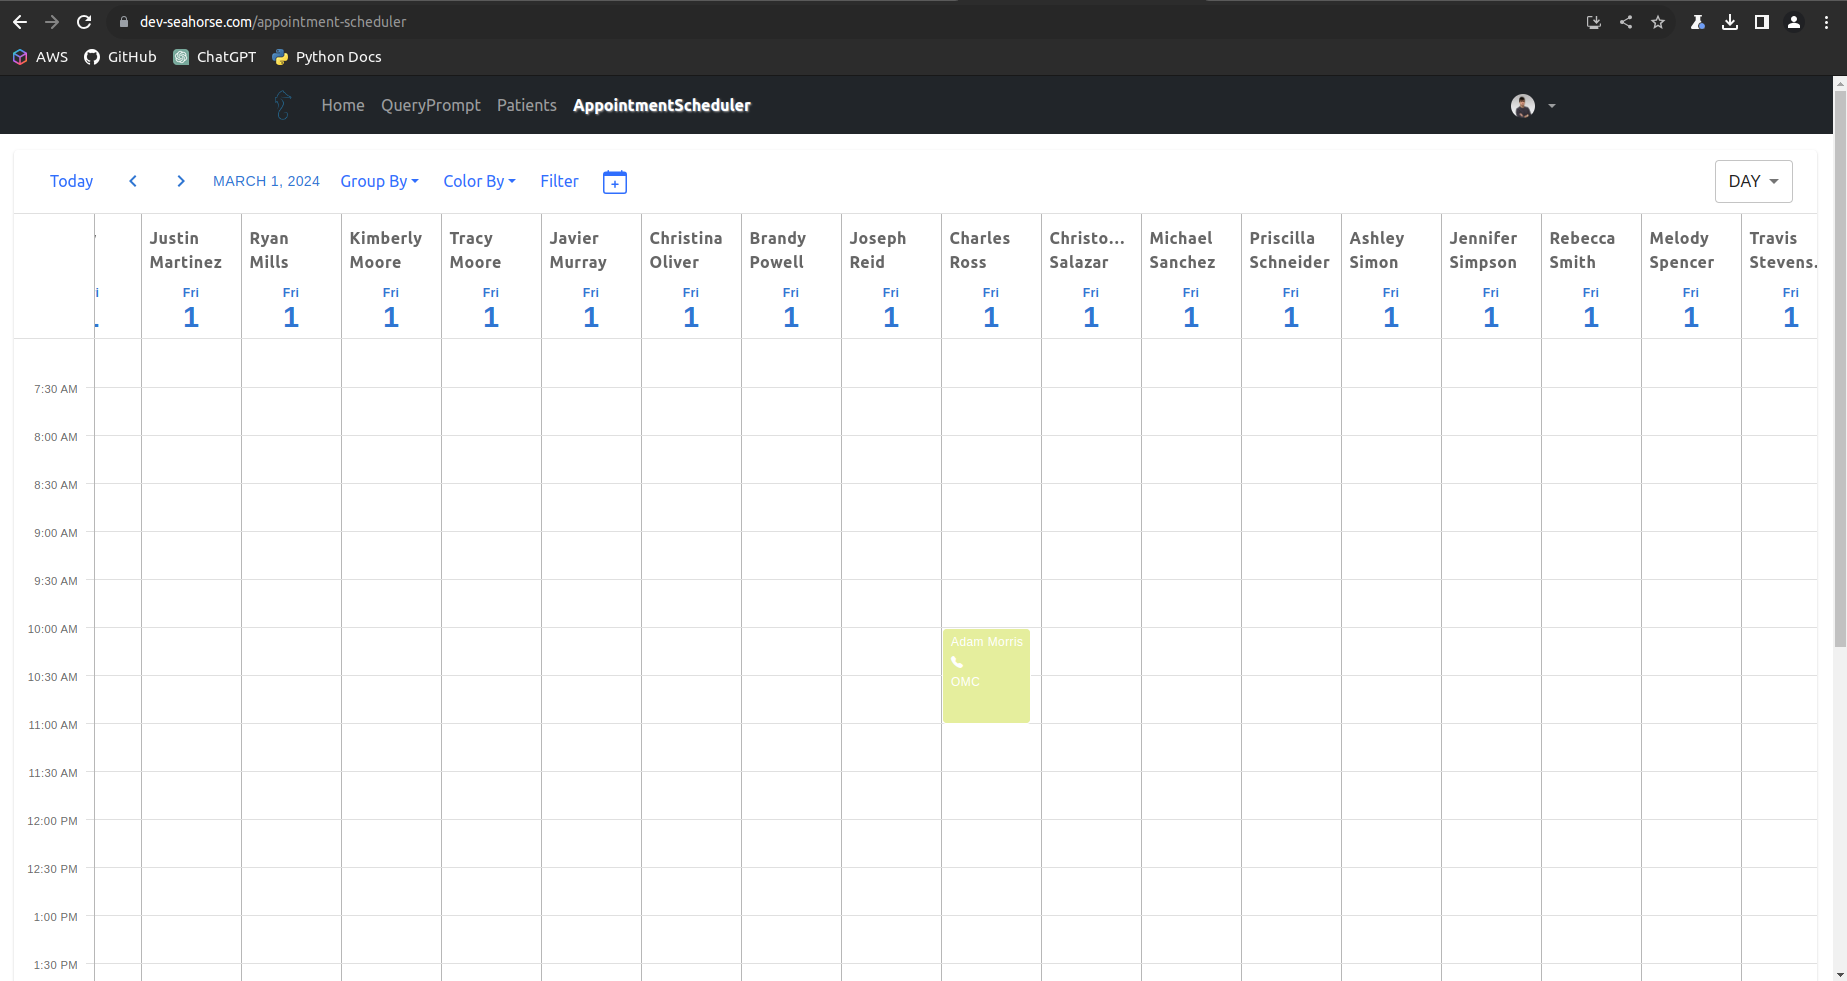 dev-seahorse.com/appointment-scheduler
AWS GitHub ChatGPT Python Docs
Home QueryPrompt Patients AppointmentScheduler
Today MARCH 1, 2024 Group By Color By Filter DAY
Justin Martinez
Ryan Mills
Kimberly Moore
Tracy Moore
Javier Murray
Christina Oliver
Brandy Powell
Joseph Reid
Charles Ross
Christo... Salazar
Michael Sanchez
Priscilla Schneider
Ashley Simon
Jennifer Simpson
Rebecca Smith
Melody Spencer
Travis Stevens.
Fri Fri Fri Fri Fri Fri Fri Fri Fri Fri Fri Fri Fri Fri Fri Fri Fri
1 1 1 1 1 1 1 1 1 1 1 1 1 1 1 1 1
7:30 AM
8:00 AM
8:30 AM
9:00 AM
9:30 AM
10:00 AM
Adam Morris
10:30 AM
OMC
11:00 AM
11:30 AM
12:00 PM
12:30 PM
1:00 PM
1:30 PM